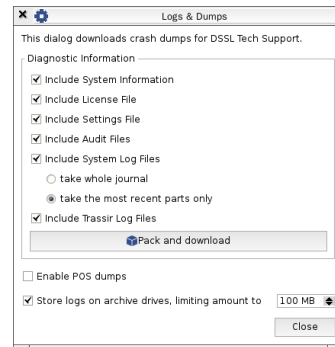 Logs & Dumps
This dialog downloads crash dumps for DSSL Tech Support.
Diagnostic Information
Include System Information
Include License File
Include Settings File
Include Audit Files
Include System Log Files
take whole journal
take the most recent parts only
Include Trassir Log Files
Pack and download
Enable POS dumps
Store logs on archive drives, limiting amount to 100 MB
Close